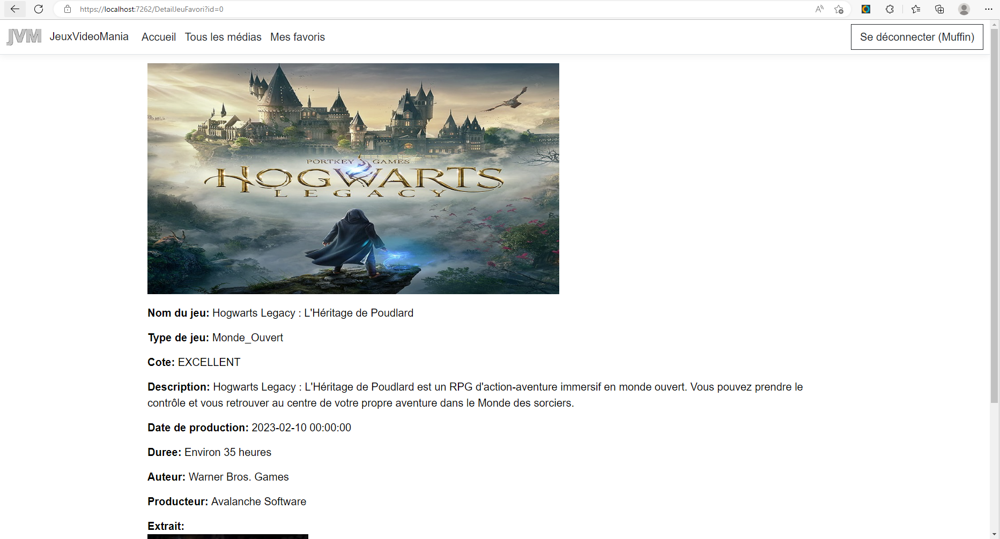 https://localhost:7262/DetailJeuFavori?id=0
JVM JeuxVideoMania Accueil Tous les médias Mes favoris Se déconnecter (Muffin)
PORTKEY GAMES
HOGWARTS
LEGACY
Nom du jeu: Hogwarts Legacy : L'Héritage de Poudlard
Type de jeu: Monde_Ouvert
Cote: EXCELLENT
Description: Hogwarts Legacy : L'Héritage de Poudlard est un RPG d'action-aventure immersif en monde ouvert. Vous pouvez prendre le
contrôle et vous retrouver au centre de votre propre aventure dans le Monde des sorciers.
Date de production: 2023-02-10 00:00:00
Duree: Environ 35 heures
Auteur: Warner Bros. Games
Producteur: Avalanche Software
Extrait: